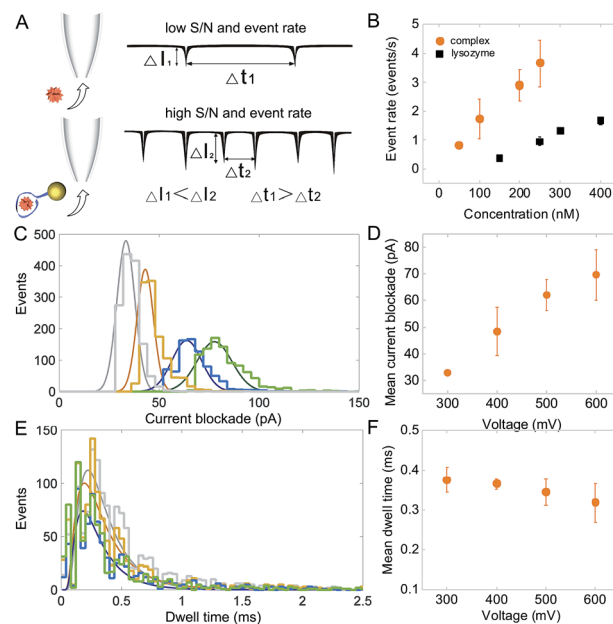 A
low S/N and event rate
△I1
△t1
high S/N and event rate
△I2
△t2
△I1<△I2 △t1>△t2
B
Event rate (events/s)
6
5
4
3
2
1
0
complex
lysozyme
0 100 200 300 400
Concentration (nM)
C
Events
500
400
300
200
100
0
0 50 100 150
Current blockade (pA)
D
Mean current blockade (pA)
80
70
60
50
40
30
300 400 500 600
Voltage (mV)
E
Events
150
100
50
0
0 0.5 1 1.5 2 2.5
Dwell time (ms)
F
Mean dwell time (ms)
0.5
0.4
0.3
0.2
0.1
300 400 500 600
Voltage (mV)